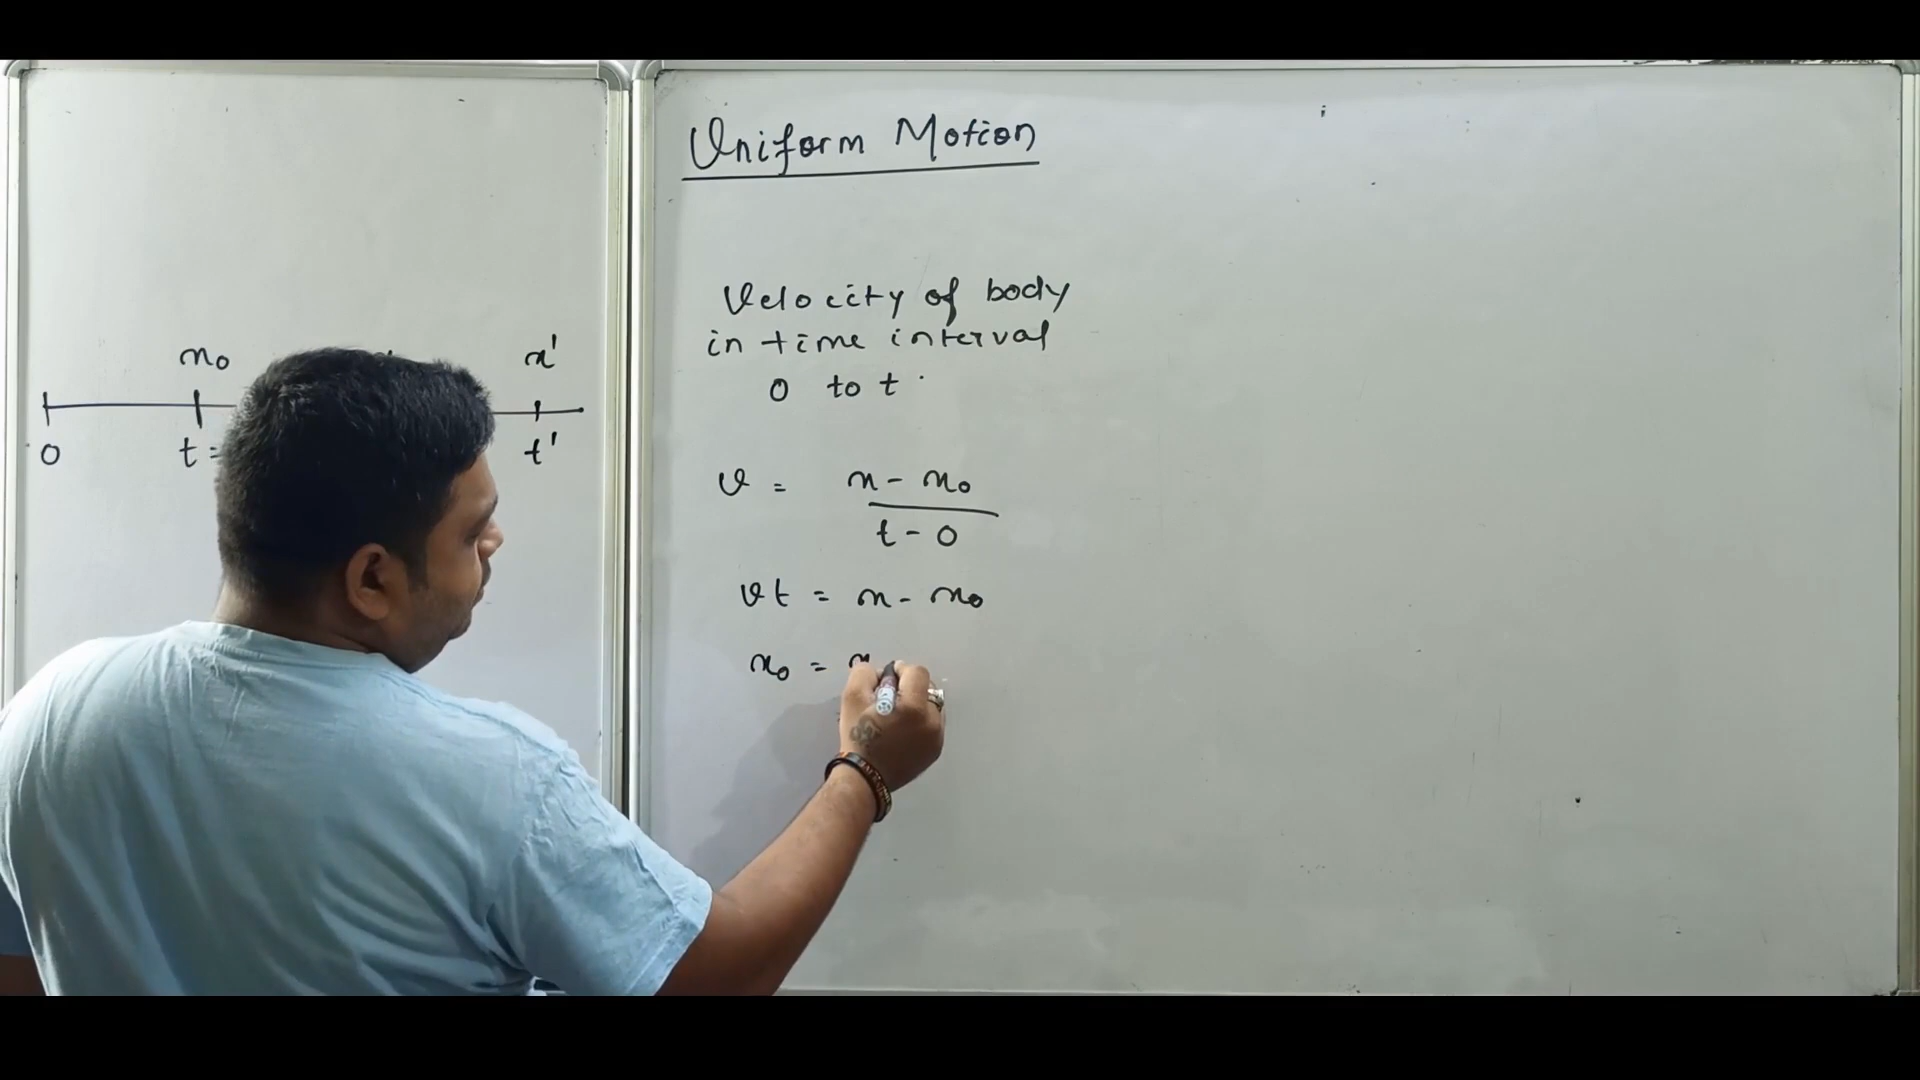 Uniform Motion
Velocity of body
in time interval
0 to t
x₀ x'
0 t = t'
v = x - x₀
t - 0
vt = x - x₀
x₀ = x